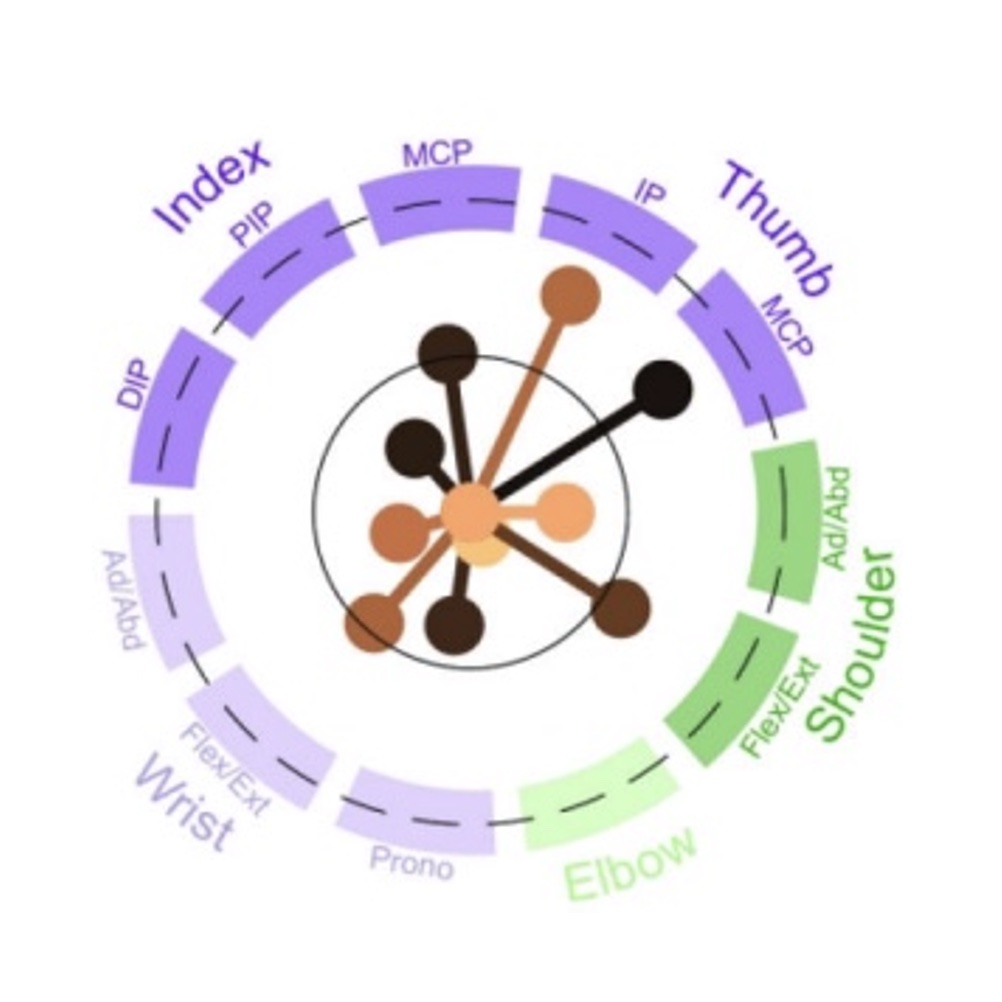 Index
MCP
PIP
DIP
Thumb
IP
MCP
Shoulder
Ad/Abd
Flex/Ext
Elbow
Wrist
Prono
Flex/Ext
Ad/Abd